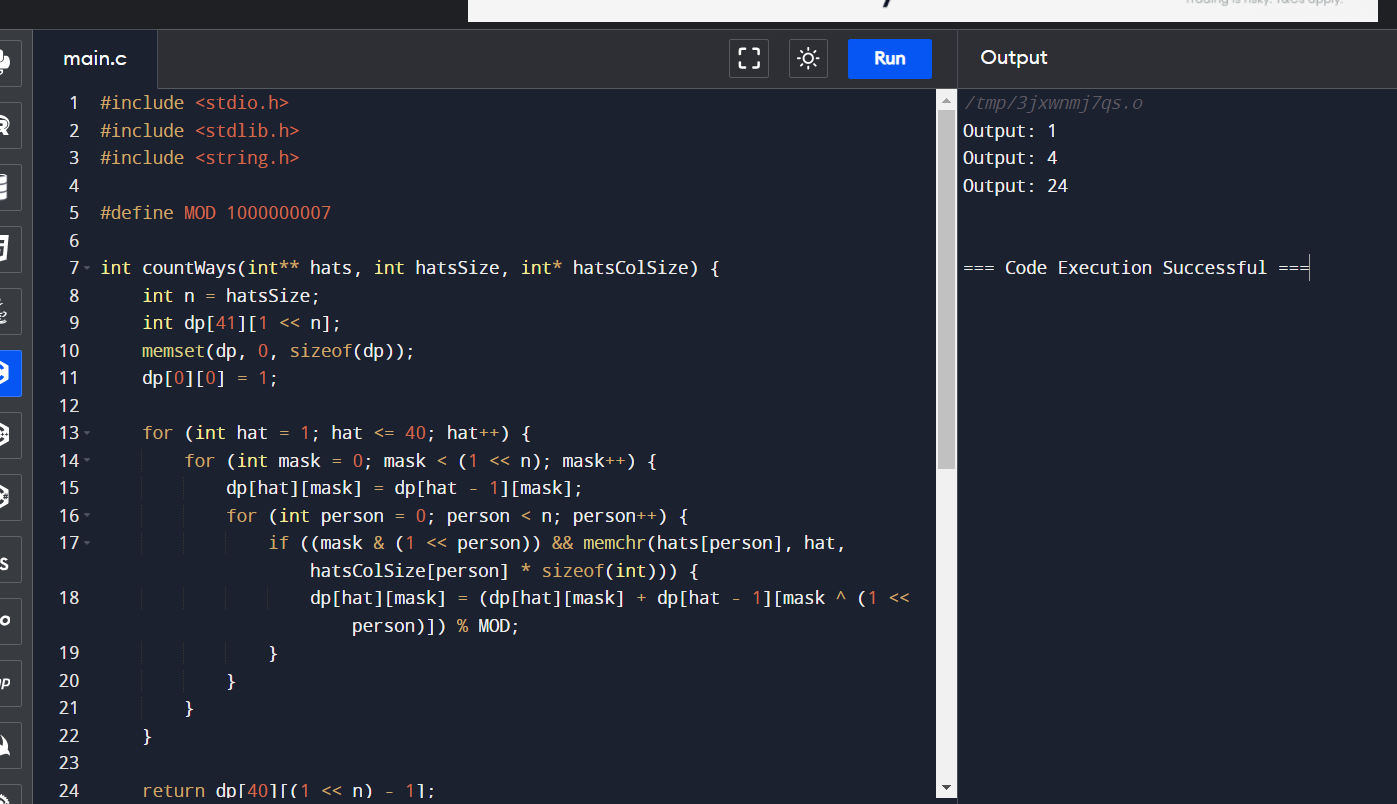 Trading is risky. T&Cs apply.
main.c
Run
Output
1 #include <stdio.h>
2 #include <stdlib.h>
3 #include <string.h>
4
5 #define MOD 1000000007
6
7 int countWays(int** hats, int hatsSize, int* hatsColSize) {
8 int n = hatsSize;
9 int dp[41][1 << n];
10 memset(dp, 0, sizeof(dp));
11 dp[0][0] = 1;
12
13 for (int hat = 1; hat <= 40; hat++) {
14 for (int mask = 0; mask < (1 << n); mask++) {
15 dp[hat][mask] = dp[hat - 1][mask];
16 for (int person = 0; person < n; person++) {
17 if ((mask & (1 << person)) && memchr(hats[person], hat,
hatsColSize[person] * sizeof(int))) {
18 dp[hat][mask] = (dp[hat][mask] + dp[hat - 1][mask ^ (1 <<
person)]) % MOD;
19 }
20 }
21 }
22 }
23
24 return dp[40][(1 << n) - 1];
/tmp/3jxwnmj7qs.o
Output: 1
Output: 4
Output: 24
=== Code Execution Successful ===